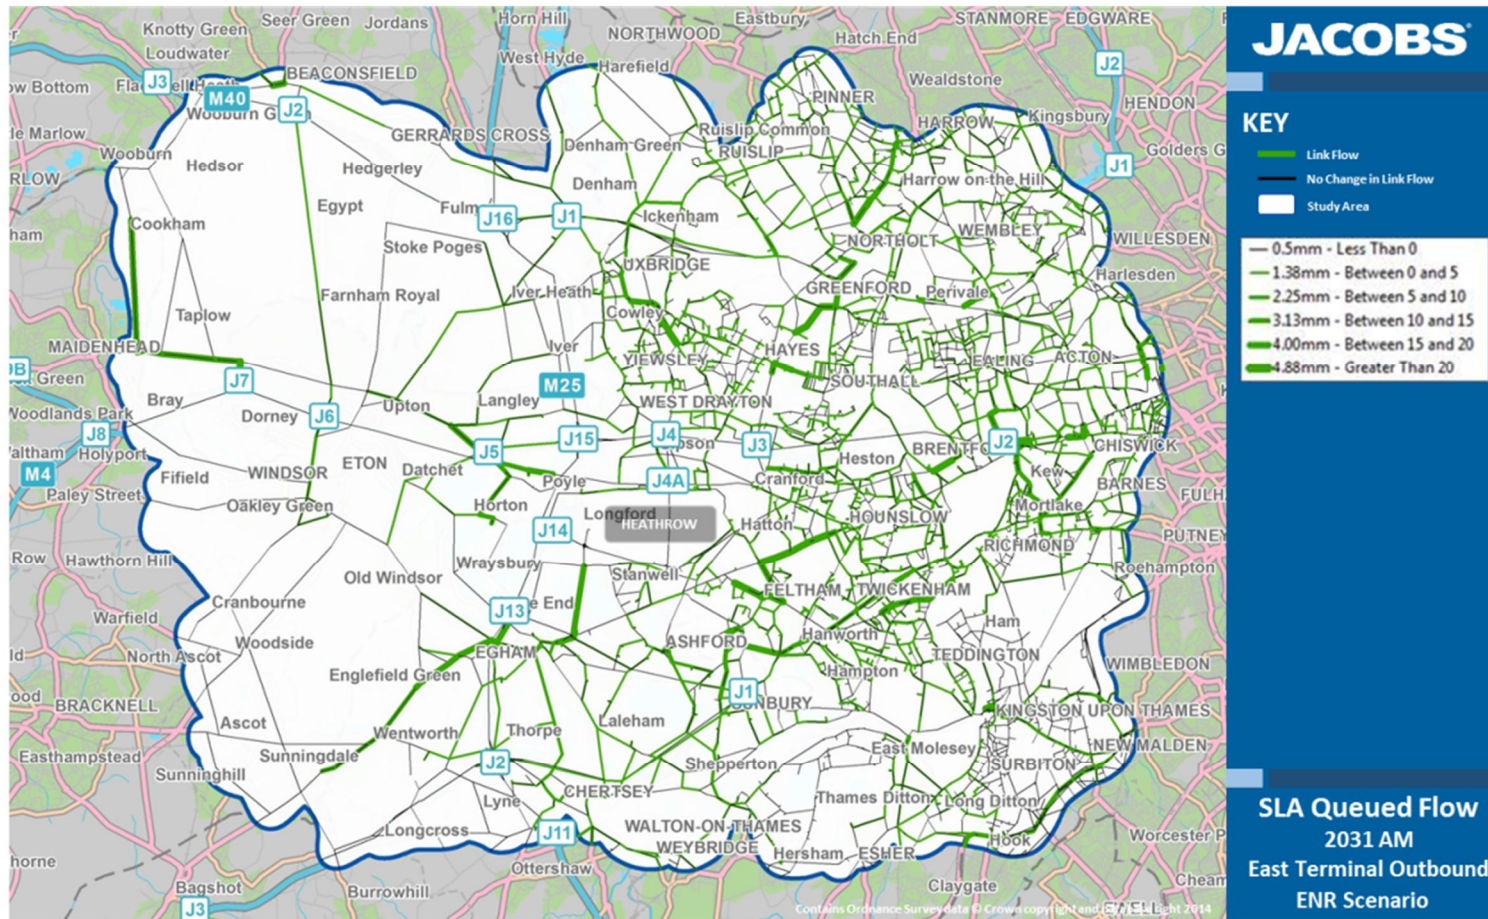 Knotty Green
Seer Green
Jordans
Horn Hill
Eastbury
STANMORE
EDGWARE
Loudwater
NORTHWOOD
Hatch End
West Hyde
J3
Harefield
J2
BEACONSFIELD
Wealdstone
M40
PINNER
HENDON
J2
Kingsbury
GERRARDS CROSS
Ruislip Common
HARROW
Wooburn
Denham Green
RUISLIP
J1
Hedsor
Hedgerley
Denham
Harrow on the Hill
Egypt
J16
J1
Ickenham
Cookham
WEMBLEY
WILLESDEN
Stoke Poges
NORTHOLT
UXBRIDGE
Harlesden
Farnham Royal
Iver Heath
GREENFORD
Perivale
Taplow
Cowley
MAIDENHEAD
Iver
YIEWSLEY
HAYES
EALING
ACTON
J7
M25
SOUTHALL
Bray
Upton
Langley
WEST DRAYTON
Dorney
J6
Woodlands Park
J8
J5
J15
J4
J3
J2
CHISWICK
Holyport
ETON
Heston
M4
Fifield
WINDSOR
Datchet
Poyle
J4A
Cranford
Kew
BARNES
Paley Street
Oakley Green
Horton
Longford
HEATHROW
Hatton
HOUNSLOW
Mortlake
J14
RICHMOND
Hawthorn Hill
Wraysbury
Stanwell
Roehampton
Old Windsor
FELTHAM
TWICKENHAM
Cranbourne
J13
Warfield
Ham
Woodside
ASHFORD
Hanworth
North Ascot
EGHAM
TEDDINGTON
WIMBLEDON
Englefield Green
Hampton
BRACKNELL
J1
KINGSTON UPON THAMES
Ascot
Wentworth
Thorpe
Laleham
Easthampstead
Sunningdale
East Molesey
NEW MALDEN
Sunninghill
J2
Shepperton
SURBITON
Lyne
CHERTSEY
Thames Ditton
Long Ditton
Longcross
J11
WALTON-ON-THAMES
WEYBRIDGE
Hersham
ESHER
Hook
Ottershaw
Bagshot
Burrowhill
Claygate
J3
JACOBS
KEY
Link Flow
No Change in Link Flow
Study Area
0.5mm - Less Than 0
1.38mm - Between 0 and 5
2.25mm - Between 5 and 10
3.13mm - Between 10 and 15
4.00mm - Between 15 and 20
4.88mm - Greater Than 20
SLA Queued Flow
2031 AM
East Terminal Outbound
ENR Scenario